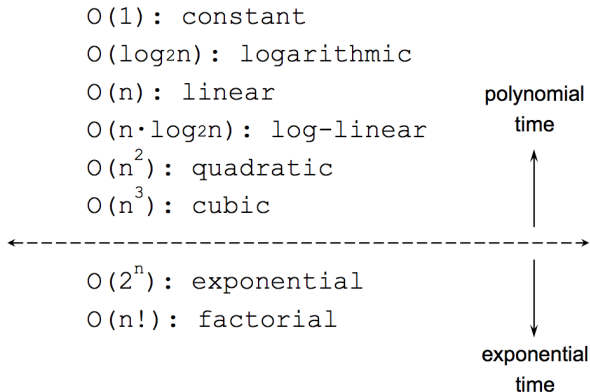 O(1): constant
O(log₂n): logarithmic
O(n): linear
O(n·log₂n): log-linear
O(n²): quadratic
O(n³): cubic
polynomial
time
O(2ⁿ): exponential
O(n!): factorial
exponential
time